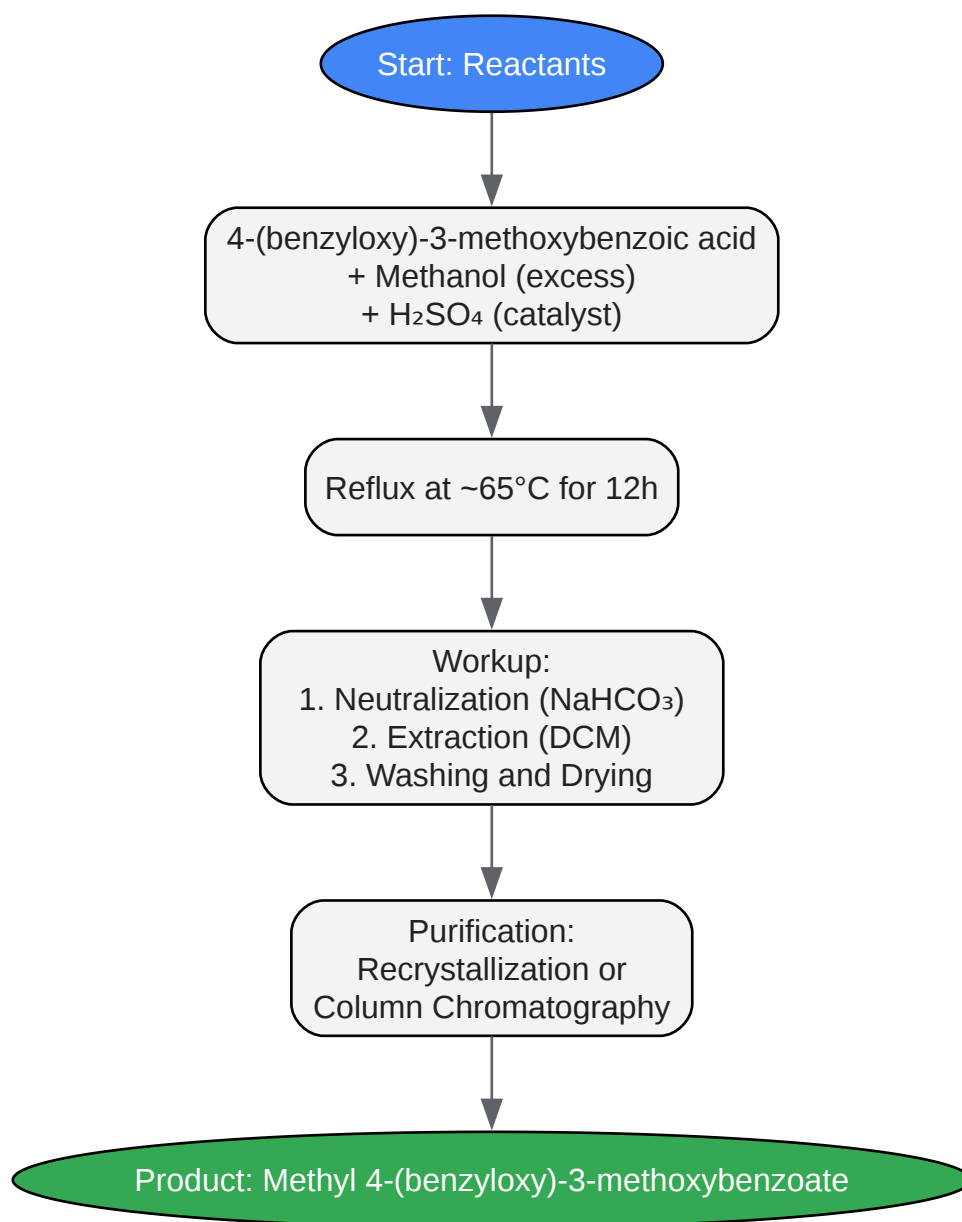 Start: Reactants
4-(benzyloxy)-3-methoxybenzoic acid
+ Methanol (excess)
+ H₂SO₄ (catalyst)
Reflux at ~65°C for 12h
Workup:
1. Neutralization (NaHCO₃)
2. Extraction (DCM)
3. Washing and Drying
Purification:
Recrystallization or
Column Chromatography
Product: Methyl 4-(benzyloxy)-3-methoxybenzoate